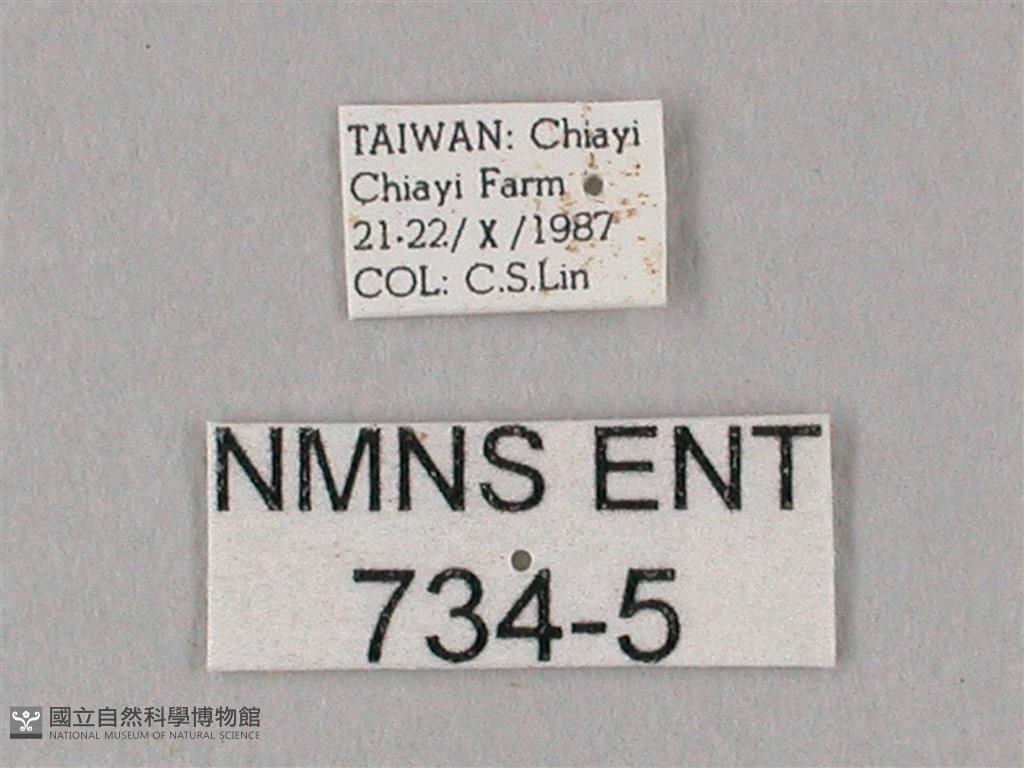 TAIWAN: Chiayi
Chiayi Farm
21-22/ X /1987
COL: C.S.Lin
NMNS ENT
734-5
國立自然科學博物館
NATIONAL MUSEUM OF NATURAL SCIENCE